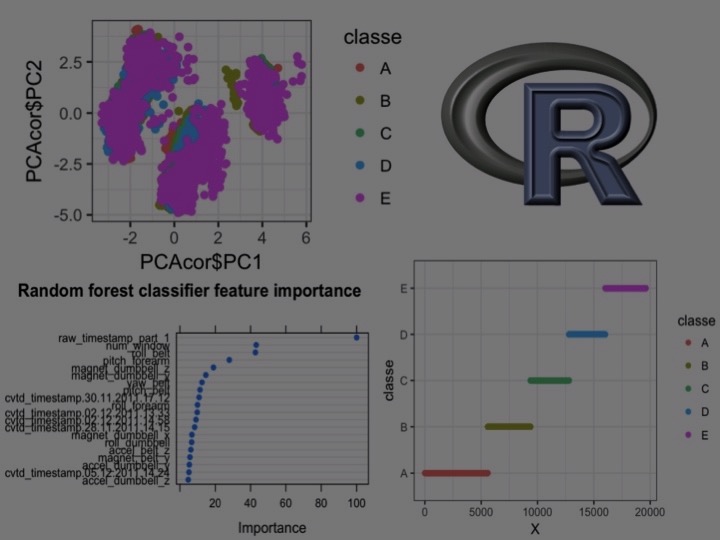 PCAcor$PC2
2.5
0.0
-2.5
-5.0
-2 0 2 4 6
PCAcor$PC1
classe
A
B
C
D
E
R
Random forest classifier feature importance
raw_timestamp_part_1
num_window
roll_belt
pitch_forearm
magnet_dumbbell_z
magnet_dumbbell_y
yaw_belt
pitch_belt
cvtd_timestamp.30.11.2011 17:12
roll_forearm
cvtd_timestamp.02.12.2011 13:33
cvtd_timestamp.02.12.2011 14:58
cvtd_timestamp.28.11.2011 14:15
magnet_dumbbell_x
roll_dumbbell
accel_belt_z
magnet_belt_y
accel_dumbbell_y
cvtd_timestamp.05.12.2011 14:24
accel_dumbbell_z
20 40 60 80 100
Importance
classe
E
D
C
B
A
0 5000 10000 15000 20000
X
classe
A
B
C
D
E